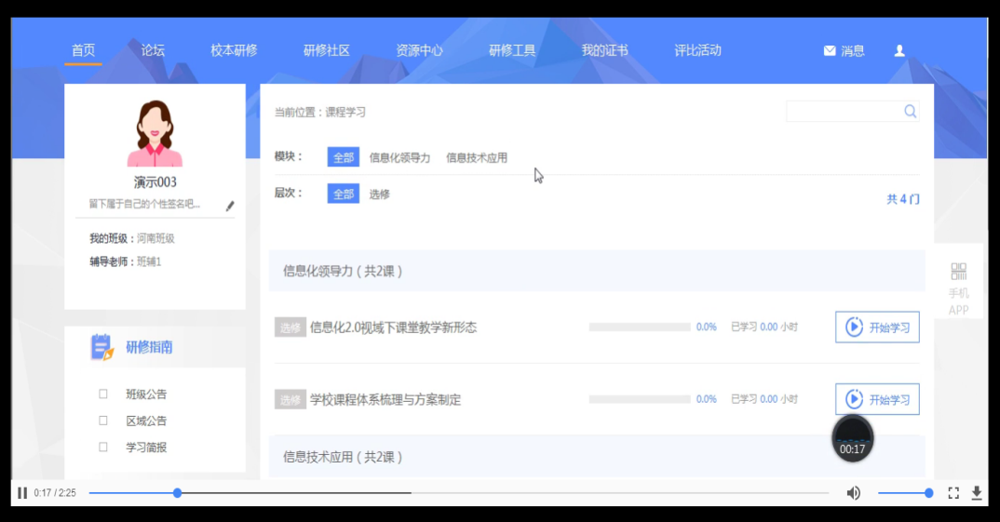 首页 论坛 校本研修 研修社区 资源中心 研修工具 我的证书 评比活动 消息
演示003
留下属于自己的个性签名吧...
我的班级：河南班级
辅导老师：班辅1
研修指南
班级公告
区域公告
学习简报
当前位置：课程学习
模块： 全部 信息化领导力 信息技术应用
层次： 全部 选修
共 4 门
信息化领导力 ( 共2课 )
选修 信息化2.0视域下课堂教学新形态 0.0% 已学习 0.00 小时 开始学习
选修 学校课程体系梳理与方案制定 0.0% 已学习 0.00 小时 开始学习
信息技术应用 ( 共2课 )
手机
APP
00:17
0:17 / 2:25